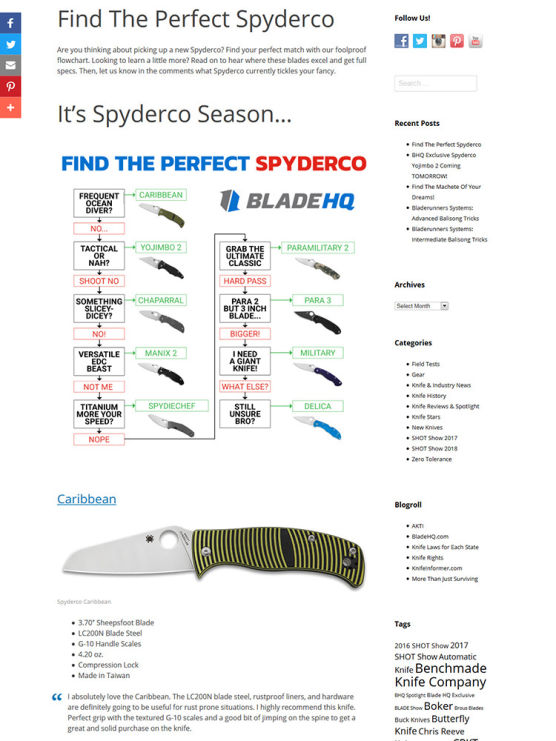 Find The Perfect Spyderco
Are you thinking about picking up a new Spyderco? Find your perfect match with our foolproof
flowchart. Looking to learn a little more? Read on to hear where these blades excel and get full
specs. Then, let us know in the comments what Spyderco currently tickles your fancy.
It's Spyderco Season...
FIND THE PERFECT SPYDERCO
BLADEHQ
FREQUENT
OCEAN
DIVER?
CARIBBEAN
NO...
TACTICAL
OR
NAH?
YOJIMBO 2
SHOOT NO
SOMETHING
SLICEY-
DICEY?
CHAPARRAL
NO!
VERSATILE
EDC
BEAST
MANIX 2
NOT ME
TITANIUM
MORE YOUR
SPEED?
SPYDIECHEF
NOPE
GRAB THE
ULTIMATE
CLASSIC
PARAMILITARY 2
HARD PASS
PARA 2
BUT 3 INCH
BLADE...
PARA 3
BIGGER!
I NEED
A GIANT
KNIFE!
MILITARY
WHAT ELSE?
STILL
UNSURE
BRO?
DELICA
Caribbean
Spyderco Caribbean
3.70" Sheepsfoot Blade
LC200N Blade Steel
G-10 Handle Scales
4.20 oz.
Compression Lock
Made in Taiwan
I absolutely love the Caribbean. The LC200N blade steel, rustproof liners, and hardware
are definitely going to be useful for rust prone situations. I highly recommend this knife.
Perfect grip with the textured G-10 scales and a good bit of jimping on the spine to get a
great and solid purchase on the knife.
Follow Us!
Search ...
Recent Posts
Find The Perfect Spyderco
BHQ Exclusive Spyderco
Yojimbo 2 Coming
TOMORROW!
Find The Machete Of Your
Dreams!
Bladerunners Systems:
Advanced Balisong Tricks
Bladerunners Systems:
Intermediate Balisong Tricks
Archives
Select Month
Categories
Field Tests
Gear
Knife & Industry News
Knife History
Knife Reviews & Spotlight
Knife Stars
New Knives
SHOT Show 2017
SHOT Show 2018
Zero Tolerance
Blogroll
AKTI
BladeHQ.com
Knife Laws for Each State
Knife Rights
KnifeInformer.com
More Than Just Surviving
Tags
2016 SHOT Show 2017
SHOT Show Automatic
Knife Benchmade
Knife Company
BHQ Spotlight Blade HQ Exclusive
BLADE Show Boker Brous Blades
Buck Knives Butterfly
Knife Chris Reeve